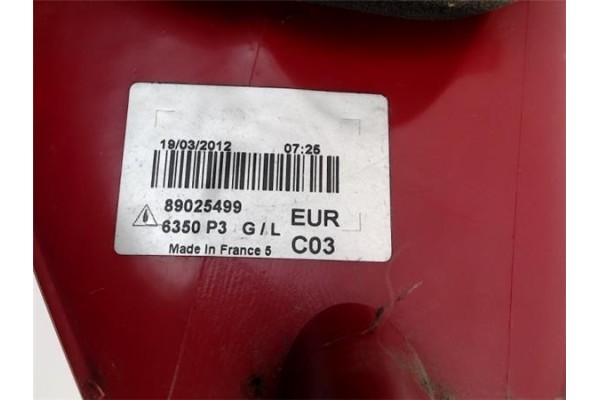 19/03/2012 07:25
89025499
6350 P3 G / L EUR
Made In France 5 C03